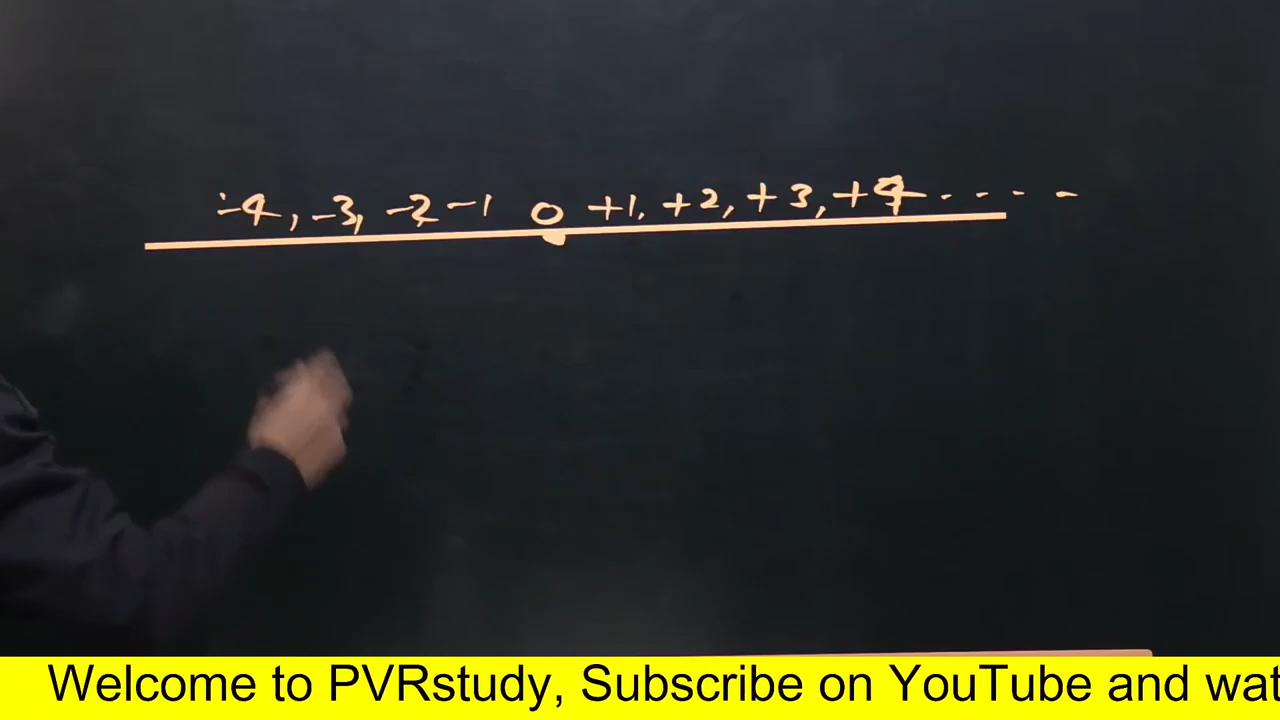 -4, -3, -2 -1 0 +1, +2, +3, +4 - - - - -
Welcome to PVRstudy, Subscribe on YouTube and wat